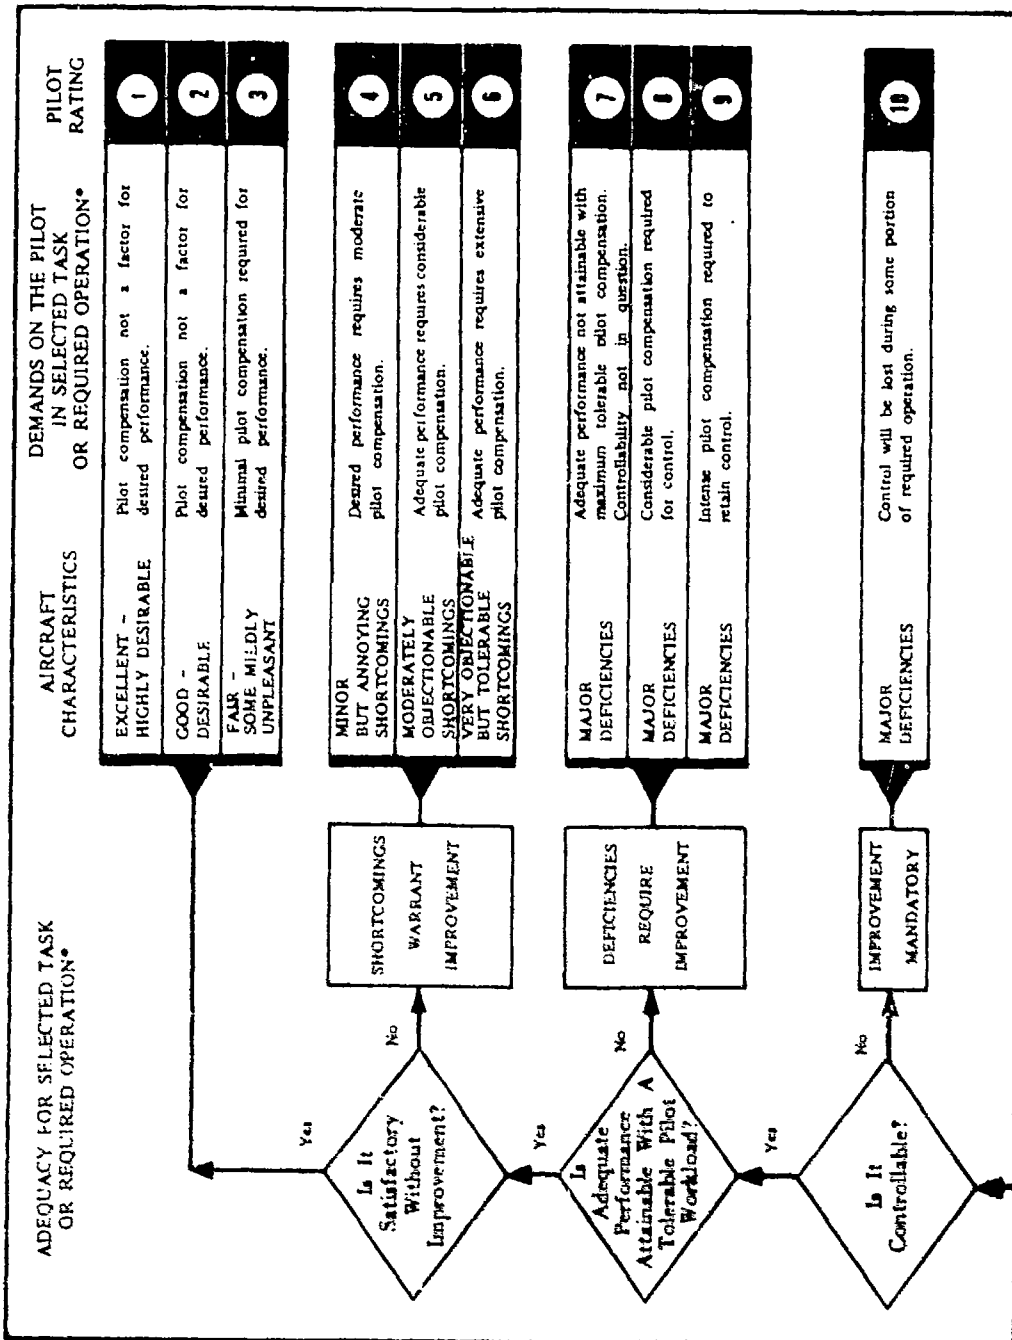 ADEQUACY FOR SELECTED TASK
OR REQUIRED OPERATION*
AIRCRAFT
CHARACTERISTICS
DEMANDS ON THE PILOT
IN SELECTED TASK
OR REQUIRED OPERATION*
PILOT
RATING
EXCELLENT -
HIGHLY DESIRABLE
Pilot compensation not a factor for
desired performance.
1
GOOD -
DESIRABLE
Pilot compensation not a factor for
desired performance.
2
FAIR -
SOME MILDLY
UNPLEASANT
Minimal pilot compensation required for
desired performance.
3
Yes
Is It
Satisfactory
Without
Improvement?
No
SHORTCOMINGS
WARRANT
IMPROVEMENT
MINOR
BUT ANNOYING
SHORTCOMINGS
Desired performance requires moderate
pilot compensation.
4
MODERATELY
OBJECTIONABLE
SHORTCOMINGS
Adequate performance requires considerable
pilot compensation.
5
VERY OBJECTIONABLE
BUT TOLERABLE
SHORTCOMINGS
Adequate performance requires extensive
pilot compensation.
6
Yes
Is
Adequate
Performance
Attainable With A
Tolerable Pilot
Workload?
No
DEFICIENCIES
REQUIRE
IMPROVEMENT
MAJOR
DEFICIENCIES
Adequate performance not attainable with
maximum tolerable pilot compensation.
Controllability not in question.
7
MAJOR
DEFICIENCIES
Considerable pilot compensation required
for control.
8
MAJOR
DEFICIENCIES
Intense pilot compensation required to
retain control.
9
Yes
Is It
Controllable?
No
IMPROVEMENT
MANDATORY
MAJOR
DEFICIENCIES
Control will be lost during some portion
of required operation.
10